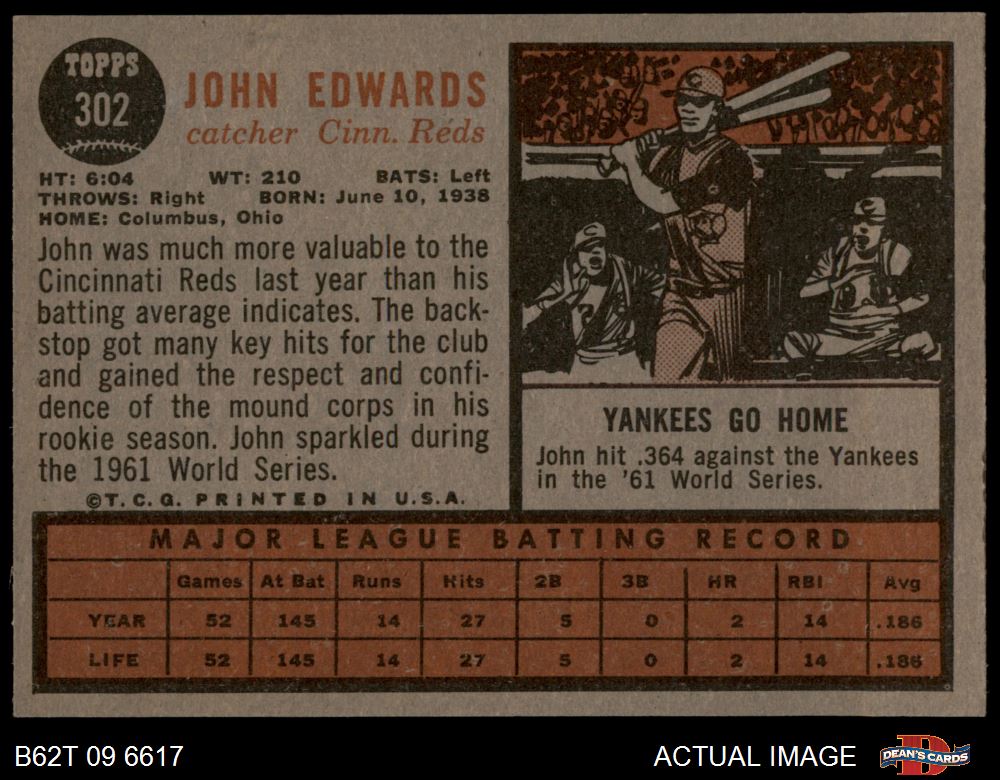 TOPPS
302
JOHN EDWARDS
catcher Cinn. Reds
HT: 6:04 WT: 210 BATS: Left
THROWS: Right BORN: June 10, 1938
HOME: Columbus, Ohio
John was much more valuable to the
Cincinnati Reds last year than his
batting average indicates. The back-
stop got many key hits for the club
and gained the respect and confi-
dence of the mound corps in his
rookie season. John sparkled during
the 1961 World Series.
©T.C.G. PRINTED IN U.S.A.
C
C
C
YANKEES GO HOME
John hit .364 against the Yankees
in the '61 World Series.
MAJOR LEAGUE BATTING RECORD
Games At Bat Runs Hits 2B 3B HR RBI Avg
YEAR 52 145 14 27 5 0 2 14 .186
LIFE 52 145 14 27 5 0 2 14 .186
B62T 09 6617 ACTUAL IMAGE D DEAN'S CARDS